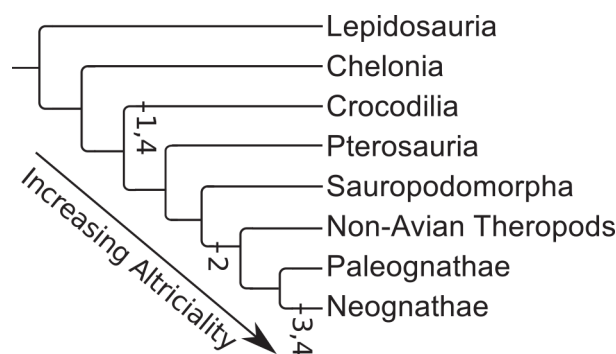 Lepidosauria
Chelonia
Crocodilia
1,4
Pterosauria
Sauropodomorpha
Non-Avian Theropods
2
Paleognathae
Neognathae
3,4
Increasing Altriciality